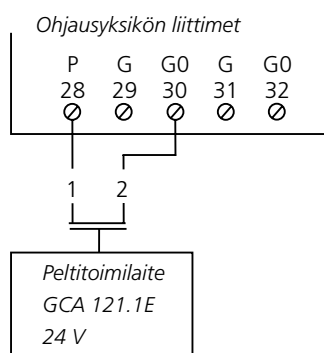 Ohjausyksikön liittimet
P G G0 G G0
28 29 30 31 32
1 2
Peltitoimilaite
GCA 121.1E
24 V